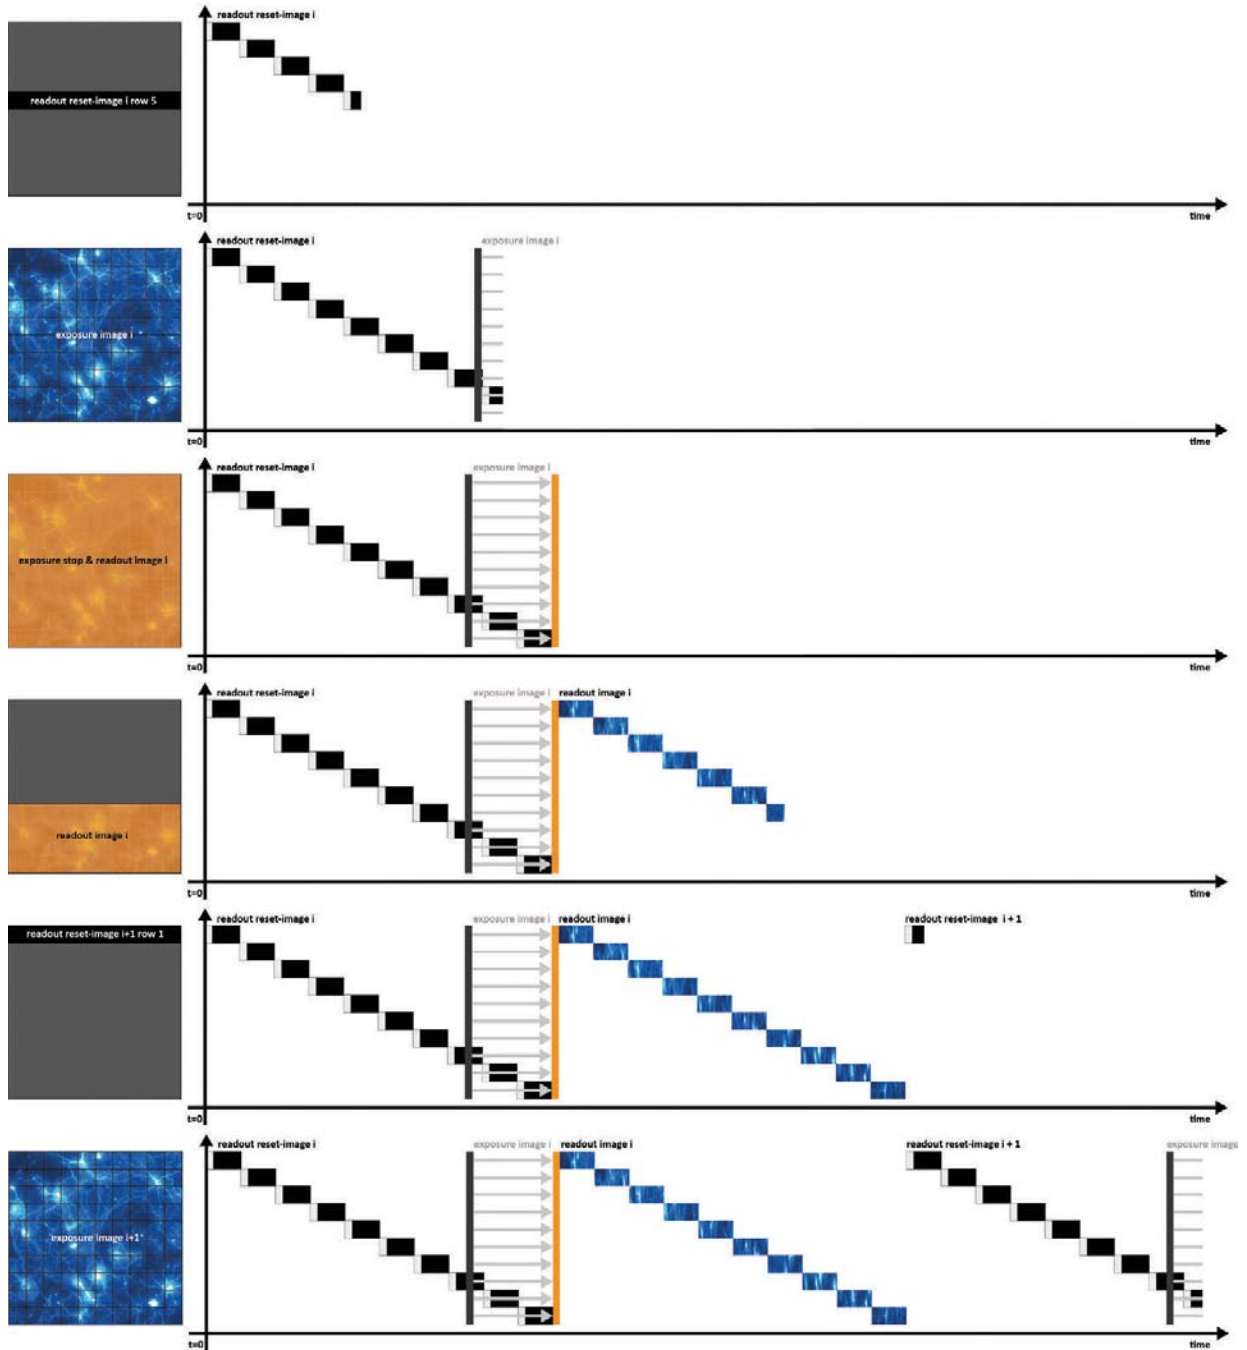 readout reset-image i
readout reset-image i row 5
t=0
time
readout reset-image i
exposure image i
exposure image i
t=0
time
readout reset-image i
exposure image i
exposure stop & readout image i
t=0
time
readout reset-image i
exposure image i
readout image i
readout image i
t=0
time
readout reset-image i
exposure image i
readout image i
readout reset-image i + 1
readout reset-image i+1 row 1
t=0
time
readout reset-image i
exposure image i
readout image i
readout reset-image i + 1
exposure image
exposure image i+1
t=0
time